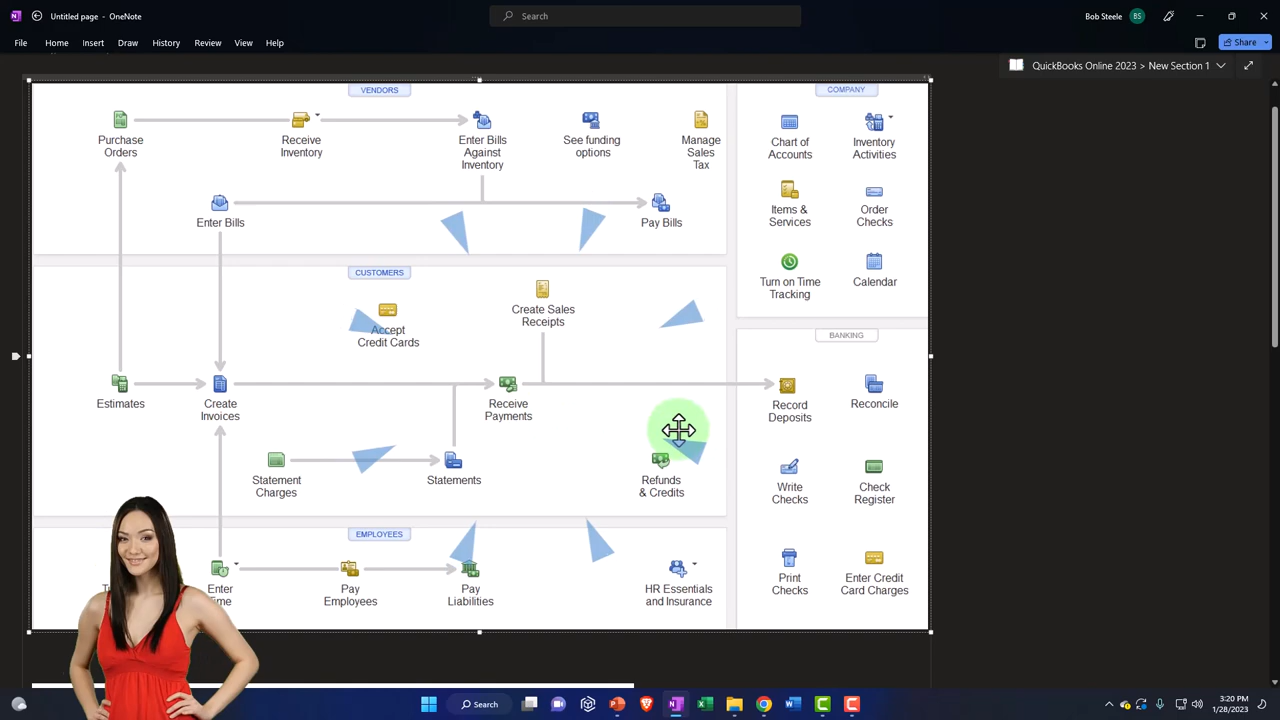 Untitled page - OneNote
Search
Bob Steele
BS
File
Home
Insert
Draw
History
Review
View
Help
Share
QuickBooks Online 2023 > New Section 1
VENDORS
Purchase
Orders
Receive
Inventory
Enter Bills
Against
Inventory
See funding
options
Manage
Sales
Tax
Enter Bills
Pay Bills
CUSTOMERS
Accept
Credit Cards
Create Sales
Receipts
Estimates
Create
Invoices
Receive
Payments
Statement
Charges
Statements
Refunds
& Credits
EMPLOYEES
Enter
Pay
Employees
Pay
Liabilities
HR Essentials
and Insurance
COMPANY
Chart of
Accounts
Inventory
Activities
Items &
Services
Order
Checks
Turn on Time
Tracking
Calendar
BANKING
Record
Deposits
Reconcile
Write
Checks
Check
Register
Print
Checks
Enter Credit
Card Charges
Search
3:20 PM
1/28/2023